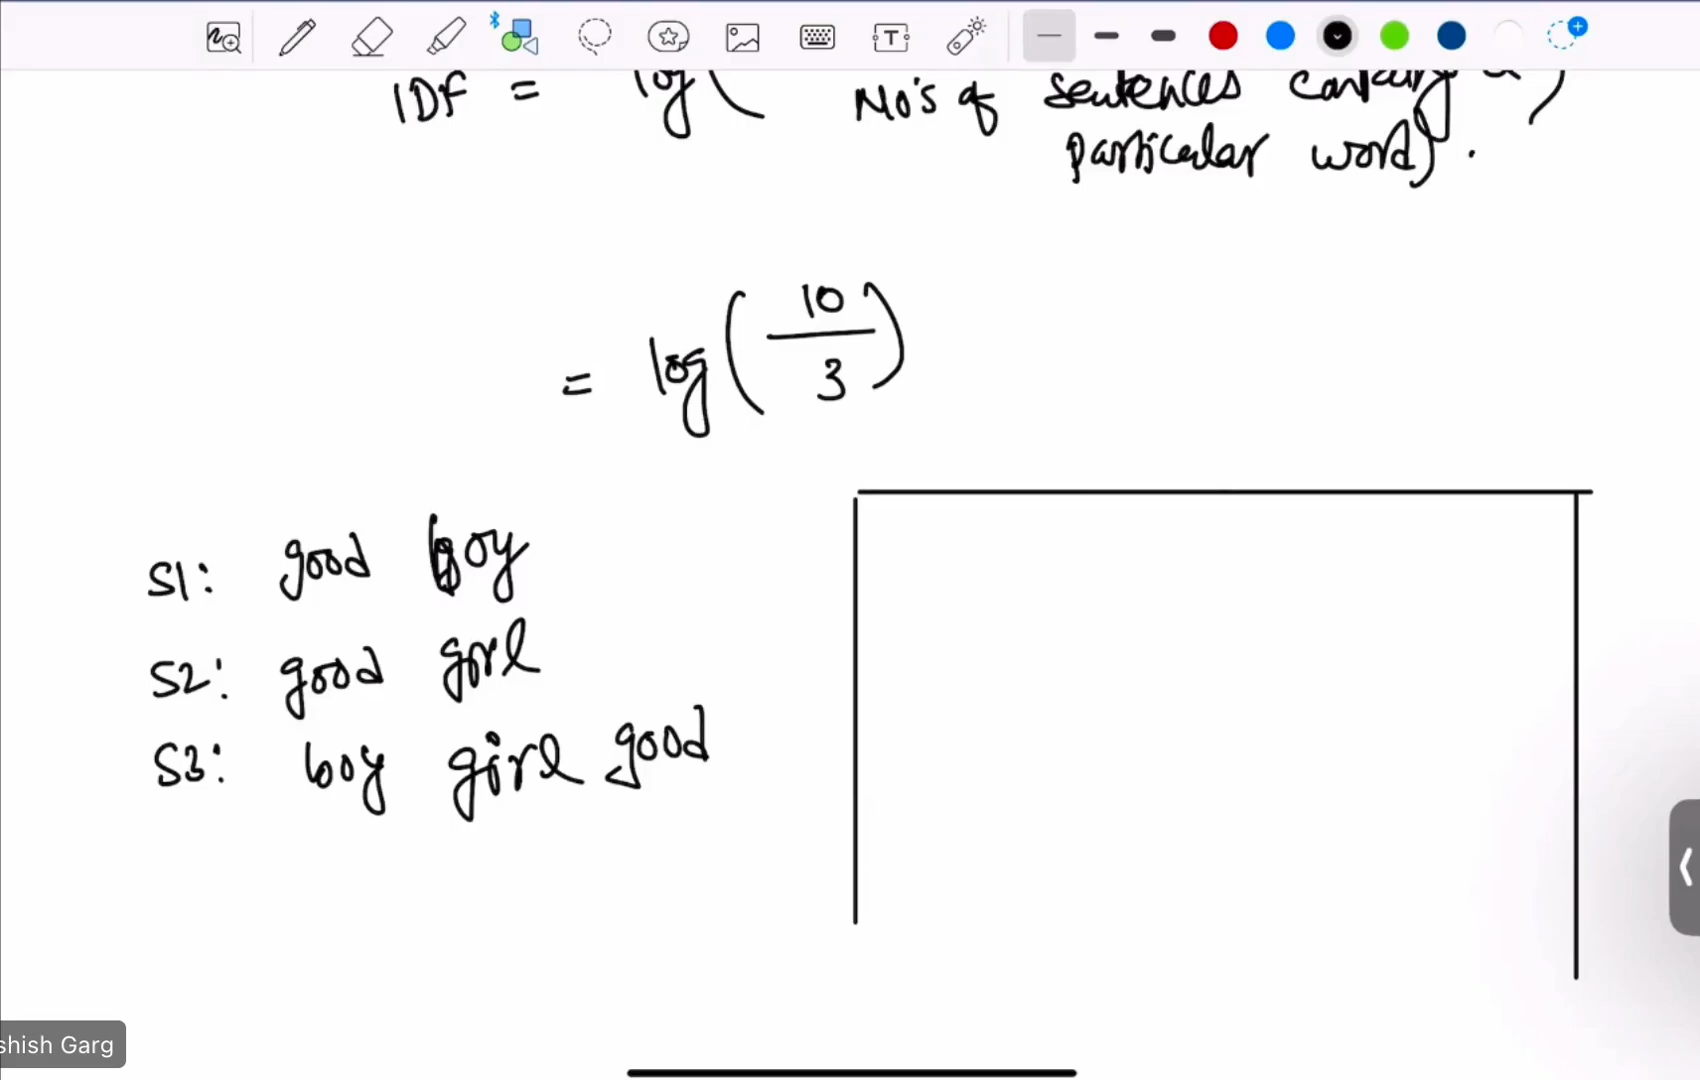 IDF = log ( No's of sentences
particular word) .
= log ( 10 / 3 )
S1: good boy
S2: good girl
S3: boy girl good
shish Garg